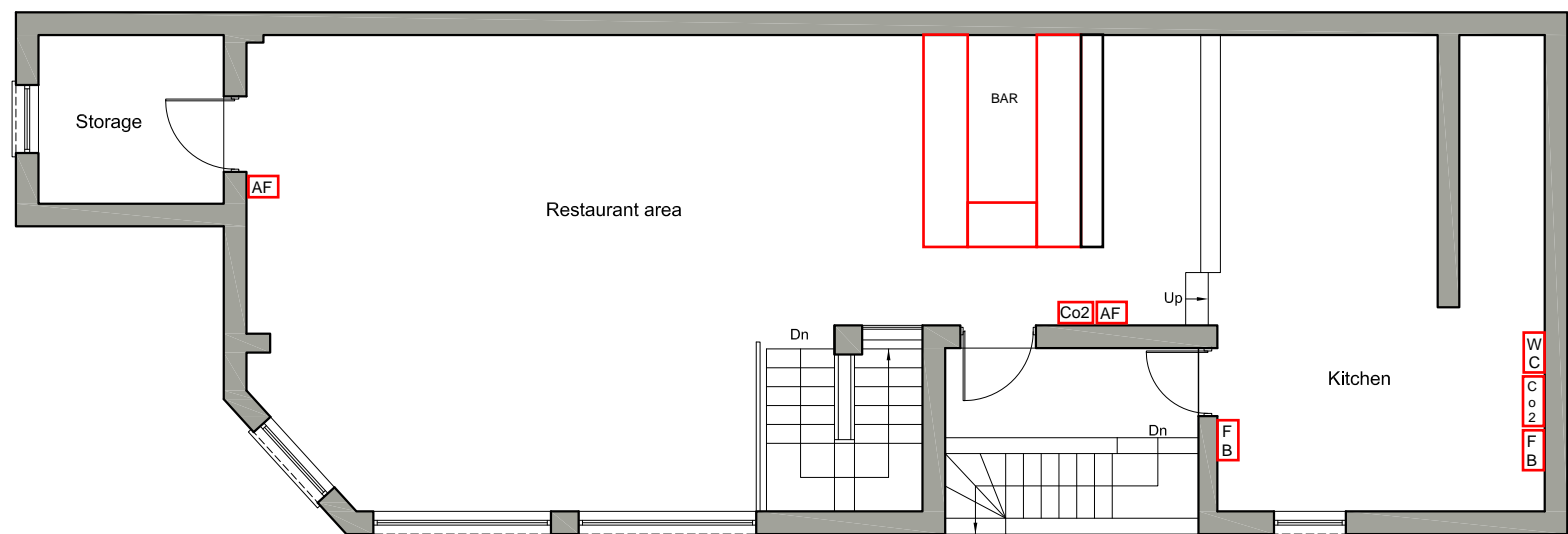 BAR
Storage
AF
Restaurant area
Up
Co2
AF
Dn
W
C
Kitchen
C
o
2
F
B
Dn
F
B